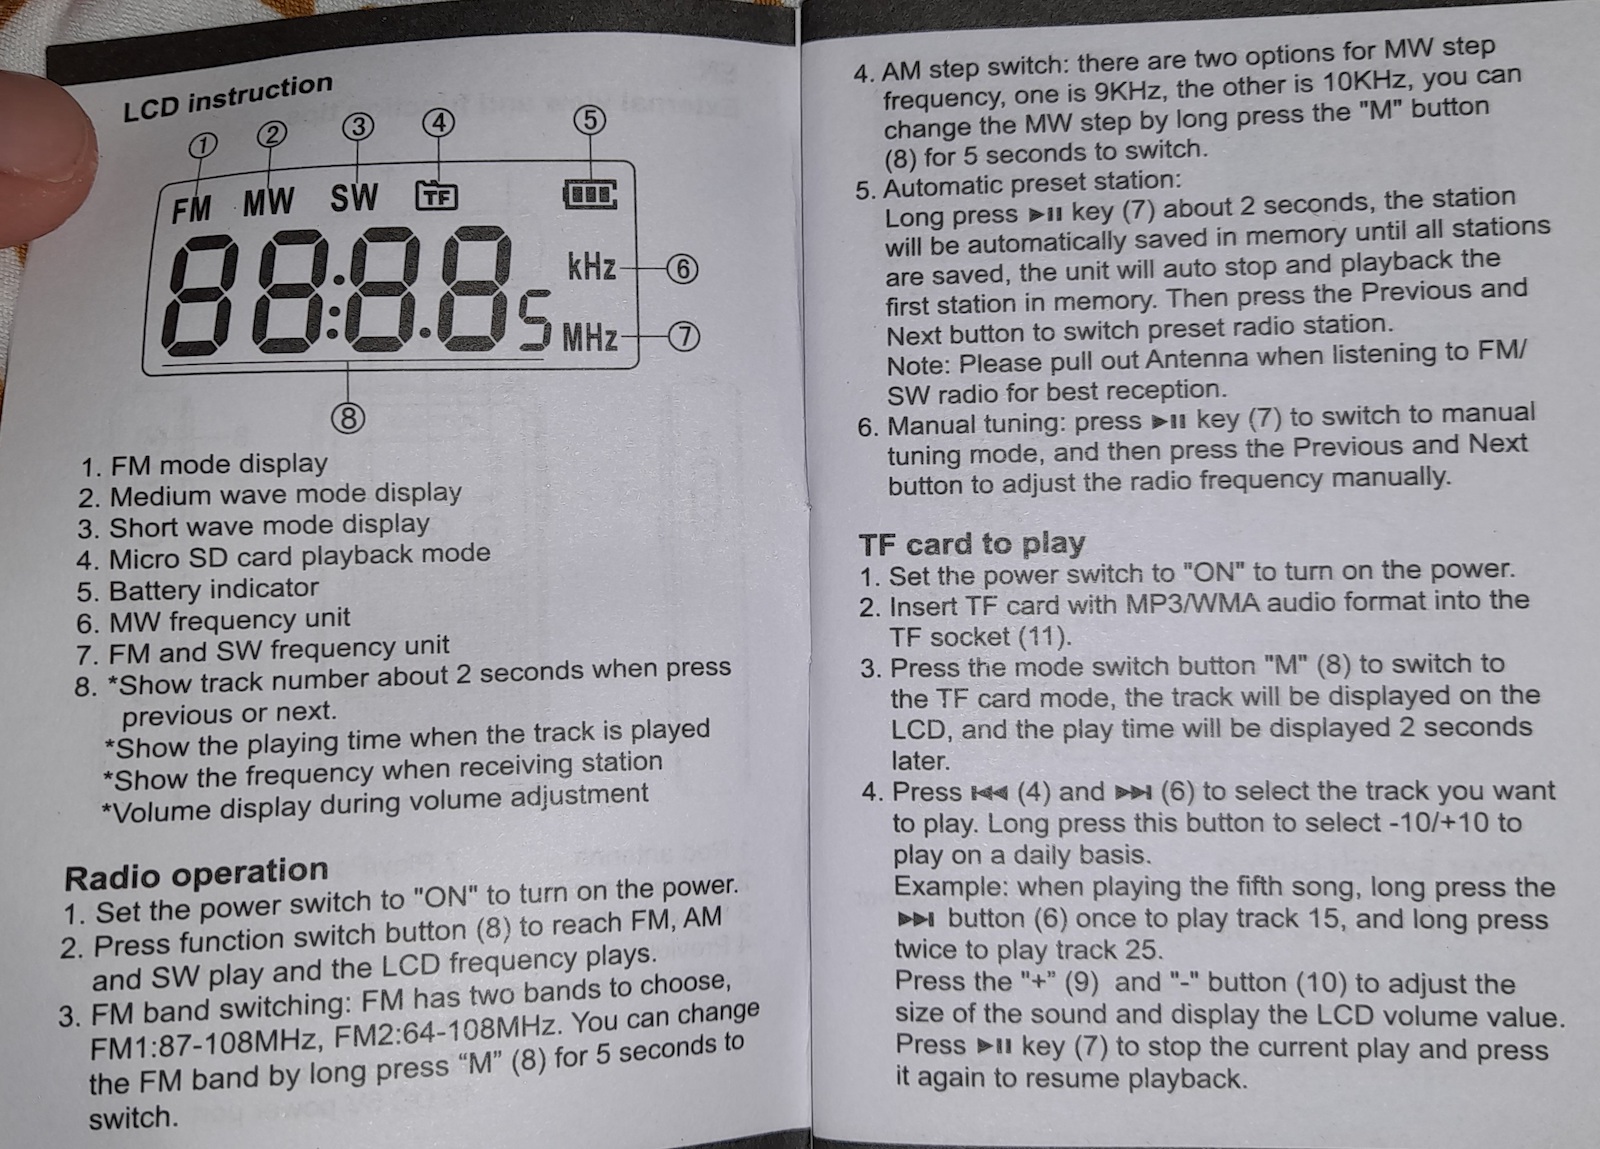 LCD instruction
① ② ③ ④ ⑤
FM MW SW TF
88:8.8s
kHz ⑥
MHz ⑦
⑧
1. FM mode display
2. Medium wave mode display
3. Short wave mode display
4. Micro SD card playback mode
5. Battery indicator
6. MW frequency unit
7. FM and SW frequency unit
8. *Show track number about 2 seconds when press
previous or next.
*Show the playing time when the track is played
*Show the frequency when receiving station
*Volume display during volume adjustment
Radio operation
1. Set the power switch to "ON" to turn on the power.
2. Press function switch button (8) to reach FM, AM
and SW play and the LCD frequency plays.
3. FM band switching: FM has two bands to choose,
FM1:87-108MHz, FM2:64-108MHz. You can change
the FM band by long press “M” (8) for 5 seconds to
switch.
4. AM step switch: there are two options for MW step
frequency, one is 9KHz, the other is 10KHz, you can
change the MW step by long press the "M" button
(8) for 5 seconds to switch.
5. Automatic preset station:
Long press ▶II key (7) about 2 seconds, the station
will be automatically saved in memory until all stations
are saved, the unit will auto stop and playback the
first station in memory. Then press the Previous and
Next button to switch preset radio station.
Note: Please pull out Antenna when listening to FM/
SW radio for best reception.
6. Manual tuning: press ▶II key (7) to switch to manual
tuning mode, and then press the Previous and Next
button to adjust the radio frequency manually.
TF card to play
1. Set the power switch to "ON" to turn on the power.
2. Insert TF card with MP3/WMA audio format into the
TF socket (11).
3. Press the mode switch button "M" (8) to switch to
the TF card mode, the track will be displayed on the
LCD, and the play time will be displayed 2 seconds
later.
4. Press I◀◀ (4) and ▶▶I (6) to select the track you want
to play. Long press this button to select -10/+10 to
play on a daily basis.
Example: when playing the fifth song, long press the
▶▶I button (6) once to play track 15, and long press
twice to play track 25.
Press the "+” (9) and "-" button (10) to adjust the
size of the sound and display the LCD volume value.
Press ▶II key (7) to stop the current play and press
it again to resume playback.